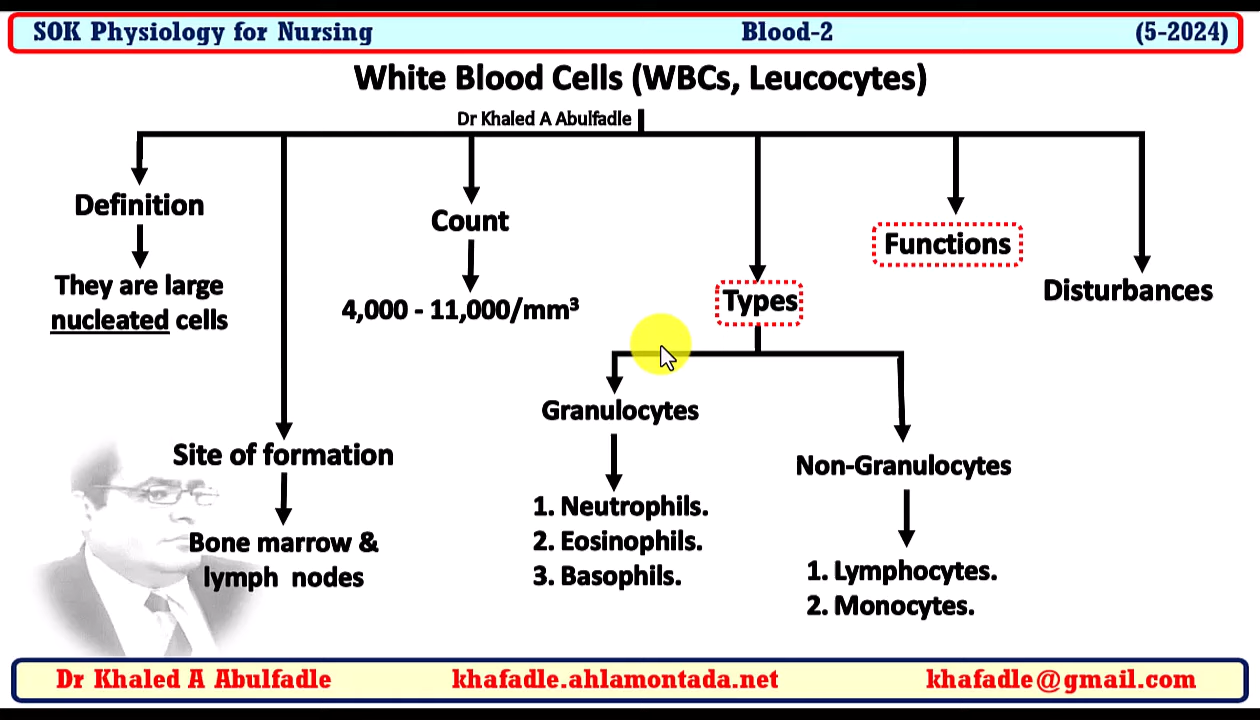 SOK Physiology for Nursing Blood-2 (5-2024)
White Blood Cells (WBCs, Leucocytes)
Dr Khaled A Abulfadle
Definition
They are large
nucleated cells
Site of formation
Bone marrow &
lymph nodes
Count
4,000 - 11,000/mm³
Types
Granulocytes
1. Neutrophils.
2. Eosinophils.
3. Basophils.
Non-Granulocytes
1. Lymphocytes.
2. Monocytes.
Functions
Disturbances
Dr Khaled A Abulfadle khafadle.ahlamontada.net khafadle@gmail.com